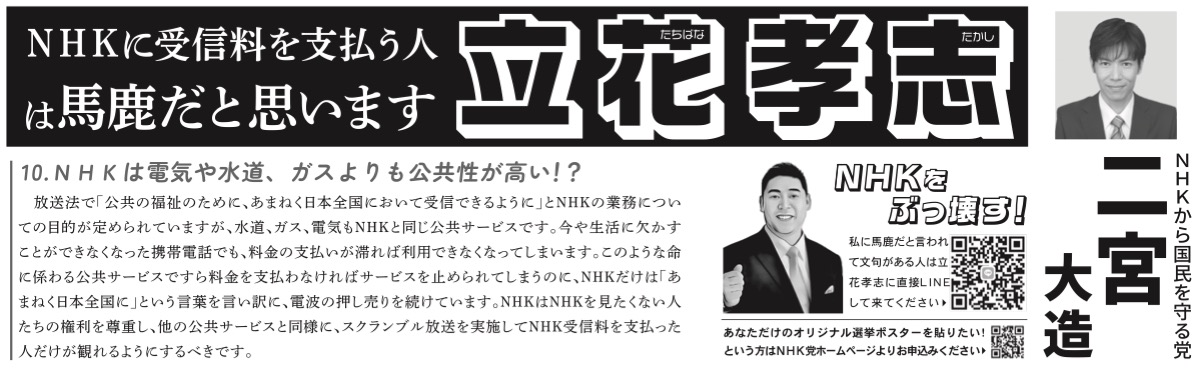 NHKに受信料を支払う人
は馬鹿だと思います
立花孝志
たちばな
たかし
10.NHKは電気や水道、ガスよりも公共性が高い!?
放送法で「公共の福祉のために、あまねく日本全国において受信できるように」とNHKの業務につい
ての目的が定められていますが、水道、ガス、電気もNHKと同じ公共サービスです。今や生活に欠かす
ことができなくなった携帯電話でも、料金の支払いが滞れば利用できなくなってしまいます。このような命
に係わる公共サービスですら料金を支払わなければサービスを止められてしまうのに、NHKだけは「あ
まねく日本全国に」という言葉を言い訳に、電波の押し売りを続けています。NHKはNHKを見たくない人
たちの権利を尊重し、他の公共サービスと同様に、スクランブル放送を実施してNHK受信料を支払った
人だけが観れるようにするべきです。
NHKを
ぶっ壊す!
私に馬鹿だと言われ
て文句がある人は立
花孝志に直接LINE
して来てください
あなただけのオリジナル選挙ポスターを貼りたい!
という方はNHK党ホームページよりお申込みください
NHKから国民を守る党
二宮
大造